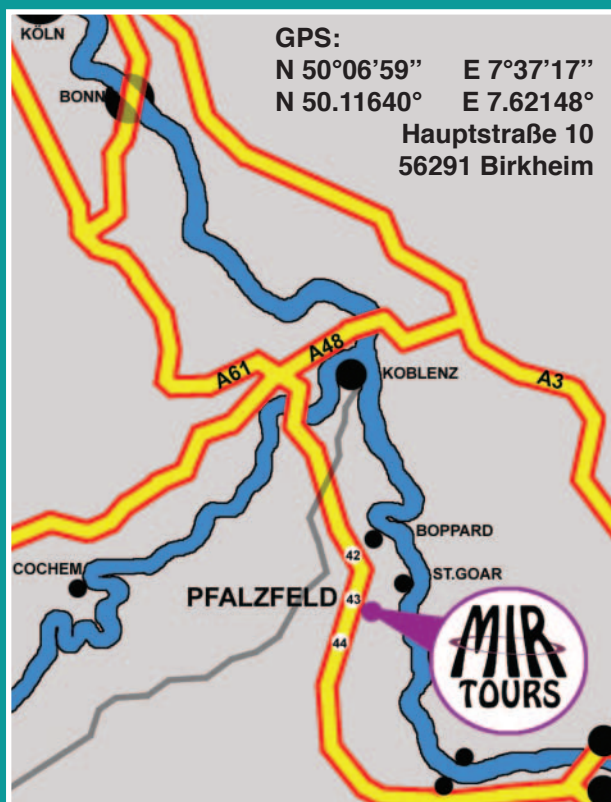 KÖLN
GPS:
N 50°06’59’’ E 7°37’17’’
BONN
N 50.11640° E 7.62148°
Hauptstraße 10
56291 Birkheim
A48
A61
KOBLENZ
A3
BOPPARD
42
COCHEM
ST.GOAR
PFALZFELD 43
44
MIR
TOURS